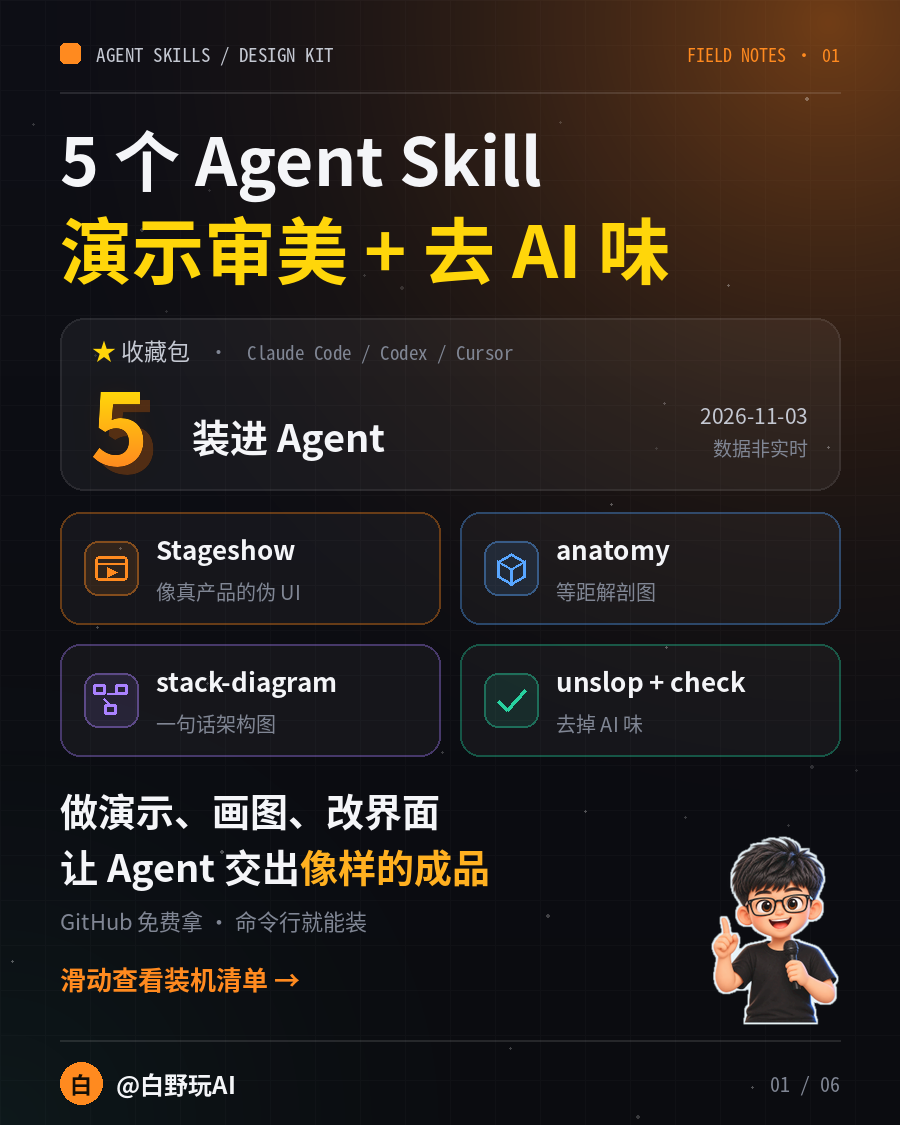 AGENT SKILLS / DESIGN KIT
FIELD NOTES • 01
5 个 Agent Skill
演示审美 + 去 AI 味
★ 收藏包 • Claude Code / Codex / Cursor
5 装进 Agent
2026-11-03
数据非实时
Stageshow
像真产品的伪 UI
anatomy
等距解剖图
stack-diagram
一句话架构图
unslop + check
去掉 AI 味
做演示、画图、改界面
让 Agent 交出像样的成品
GitHub 免费拿 • 命令行就能装
滑动查看装机清单 →
白 @白野玩AI
01 / 06